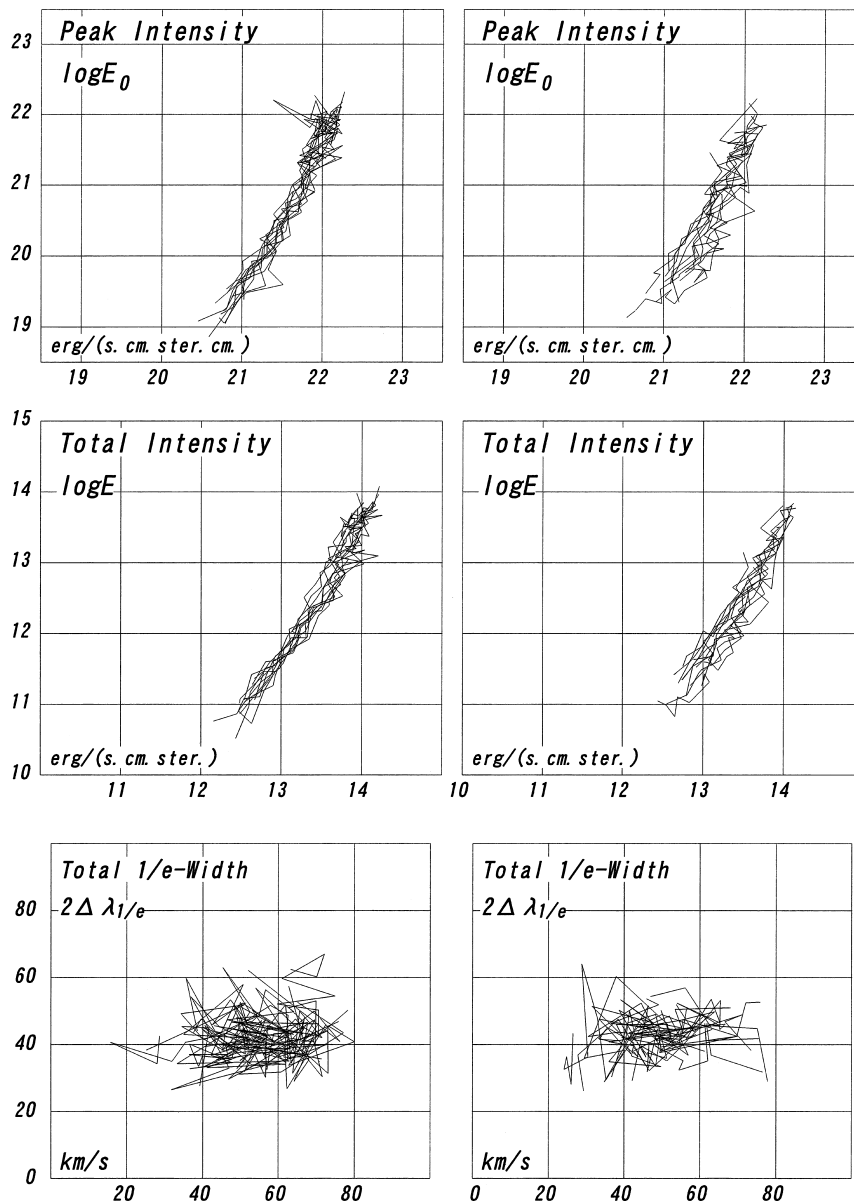 23
Peak Intensity
Peak Intensity
logE0
logE0
22
21
20
19
erg/(s. cm. ster. cm.)
erg/(s. cm. ster. cm.)
19 20 21 22 23
19 20 21 22 23
15
Total Intensity
Total Intensity
logE
logE
14
13
12
11
erg/(s. cm. ster.)
erg/(s. cm. ster.)
10
11 12 13 14
10 11 12 13 14
Total 1/e-Width
Total 1/e-Width
80
2Δ λ1/e
2Δ λ1/e
60
40
20
km/s
km/s
0
20 40 60 80
0 20 40 60 80